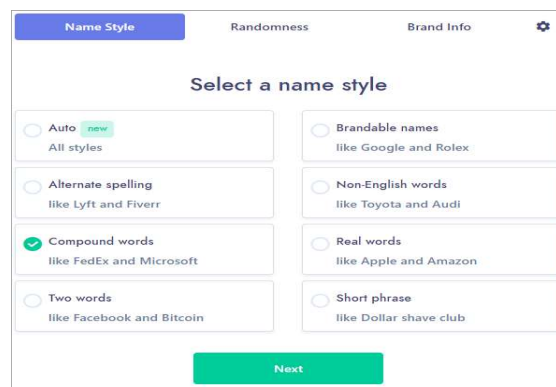 Name Style
Randomness
Brand Info
Select a name style
Auto new
All styles
Brandable names
like Google and Rolex
Alternate spelling
like Lyft and Fiverr
Non-English words
like Toyota and Audi
Compound words
like FedEx and Microsoft
Real words
like Apple and Amazon
Two words
like Facebook and Bitcoin
Short phrase
like Dollar shave club
Next